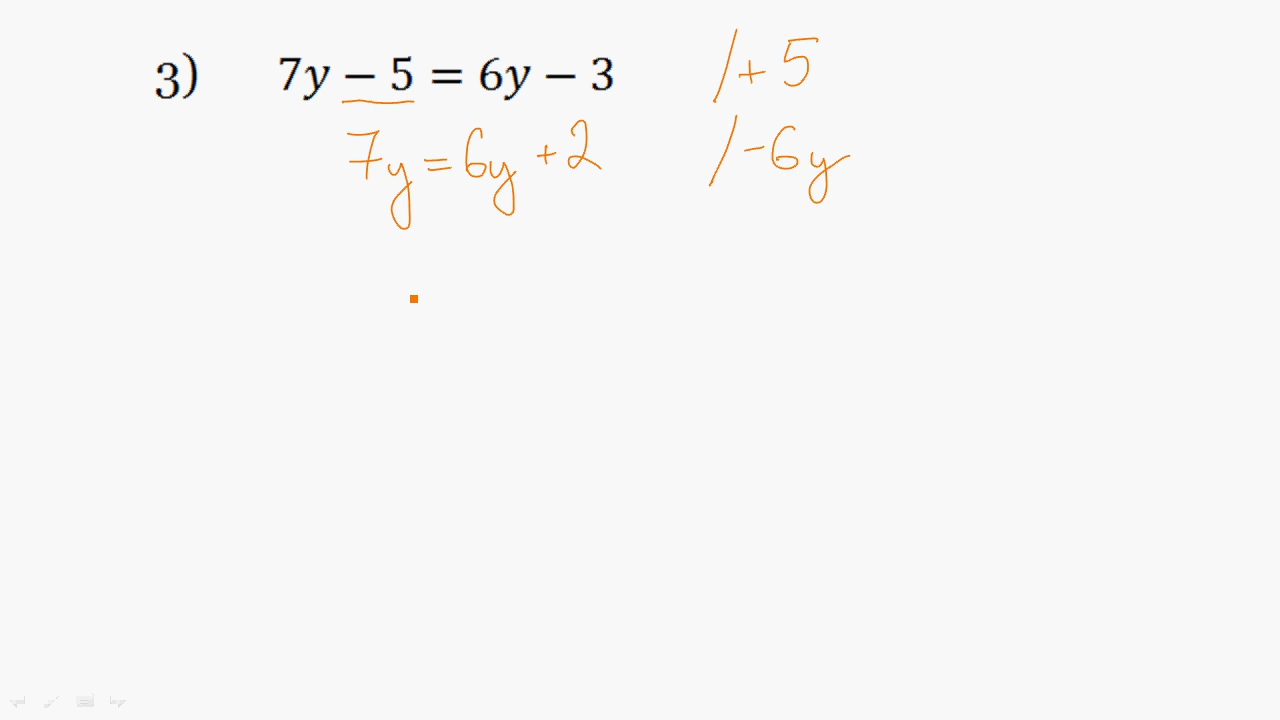 3) 7y − 5 = 6y − 3 /+5
7y = 6y +2 /−6y